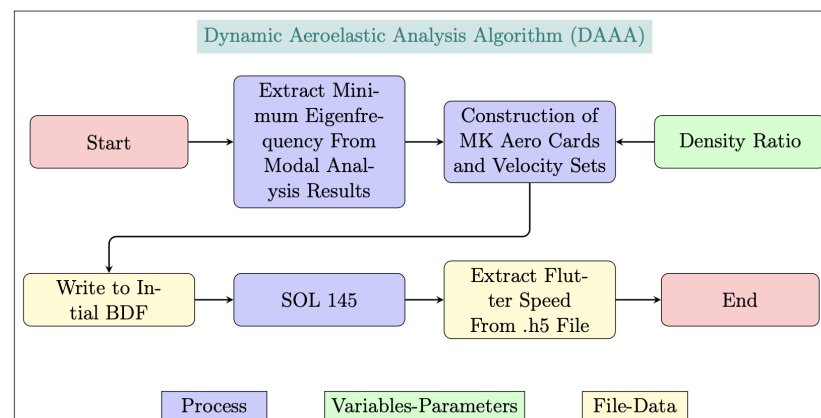 Dynamic Aeroelastic Analysis Algorithm (DAAA)
Start
Extract Mini-
mum Eigenfre-
quency From
Modal Anal-
ysis Results
Construction of
MK Aero Cards
and Velocity Sets
Density Ratio
Write to In-
tial BDF
SOL 145
Extract Flut-
ter Speed
From .h5 File
End
Process
Variables-Parameters
File-Data